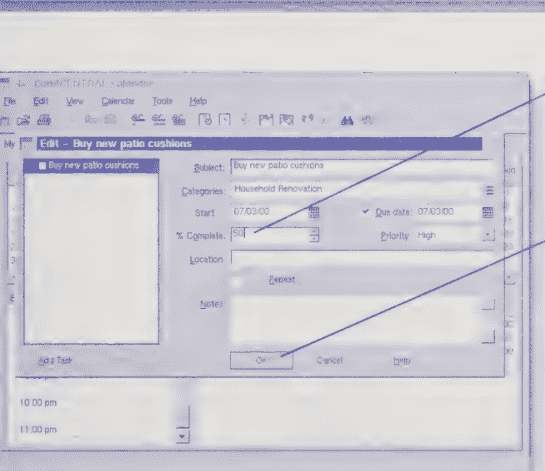 File Edit View Calendar Tools Help
My
Edit - Buy new patio cushions
Buy new patio cushions
Subject: Buy new patio cushions
Categories: Household Renovation
Start 07/03/00 Due date: 07/03/00
% Complete: 50 Priority High
Location
Repeat
Notes
Add Task OK Cancel Help
10:00 pm
11:00 pm